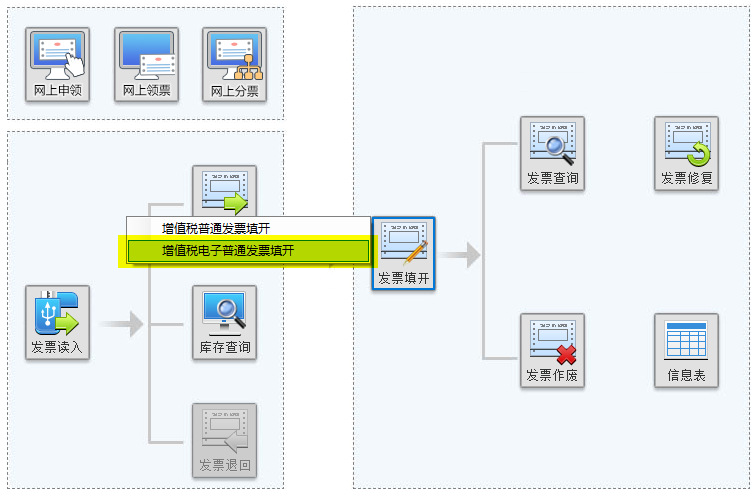 网上申领
网上领票
网上分票
增值税普通发票填开
增值税电子普通发票填开
发票读入
库存查询
发票退回
发票填开
发票查询
发票修复
发票作废
信息表